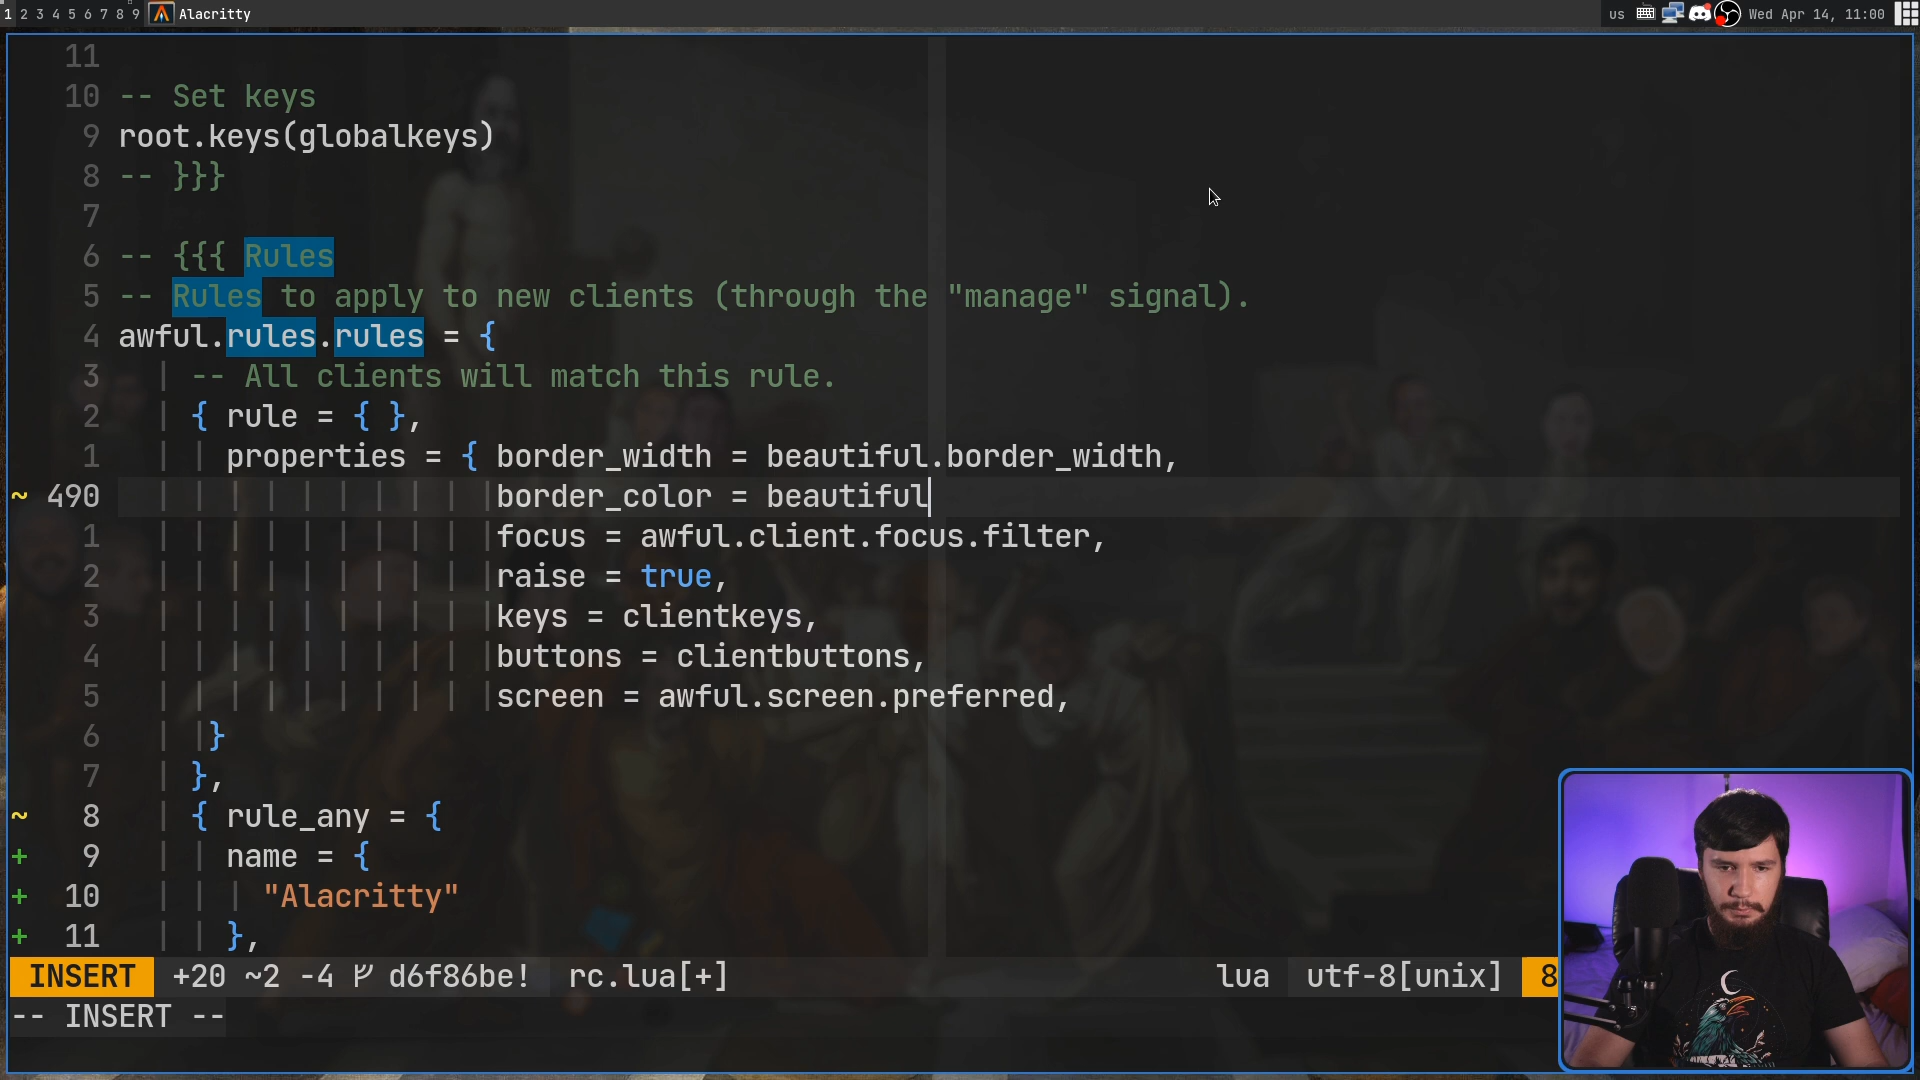 1 2 3 4 5 6 7 8 9 Alacritty us Wed Apr 14, 11:00
11
10 -- Set keys
9 root.keys(globalkeys)
8 -- }}}
7
6 -- {{{ Rules
5 -- Rules to apply to new clients (through the "manage" signal).
4 awful.rules.rules = {
3 -- All clients will match this rule.
2 { rule = { },
1 properties = { border_width = beautiful.border_width,
~ 490 border_color = beautiful
1 focus = awful.client.focus.filter,
2 raise = true,
3 keys = clientkeys,
4 buttons = clientbuttons,
5 screen = awful.screen.preferred,
6 }
7 },
~ 8 { rule_any = {
+ 9 name = {
+ 10 "Alacritty"
+ 11 },
INSERT +20 ~2 -4 d6f86be! rc.lua[+] lua utf-8[unix] 8
-- INSERT --